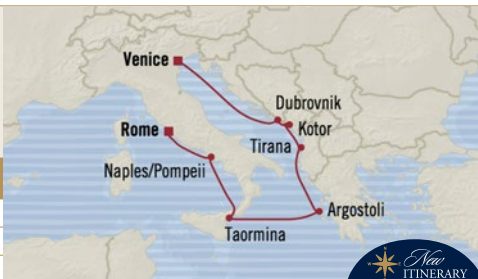 Venice
Dubrovnik
Kotor
Rome
Tirana
Naples/Pompeii
Argostoli
Taormina
New
ITINERARY